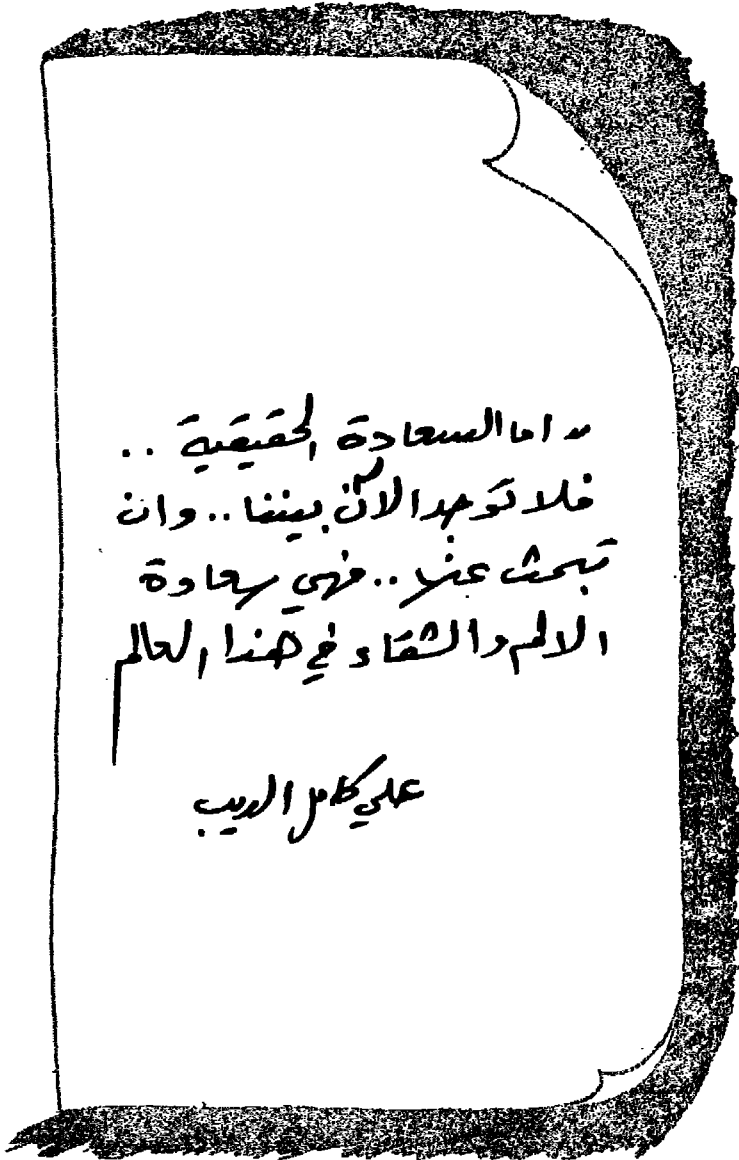 « اما السعادة الحقيقية ..
فلا توجد الآن بيننا .. وان
تبحث عنها .. فهي سعادة
الالم والشقاء في هذا العالم
علي كامل الديب